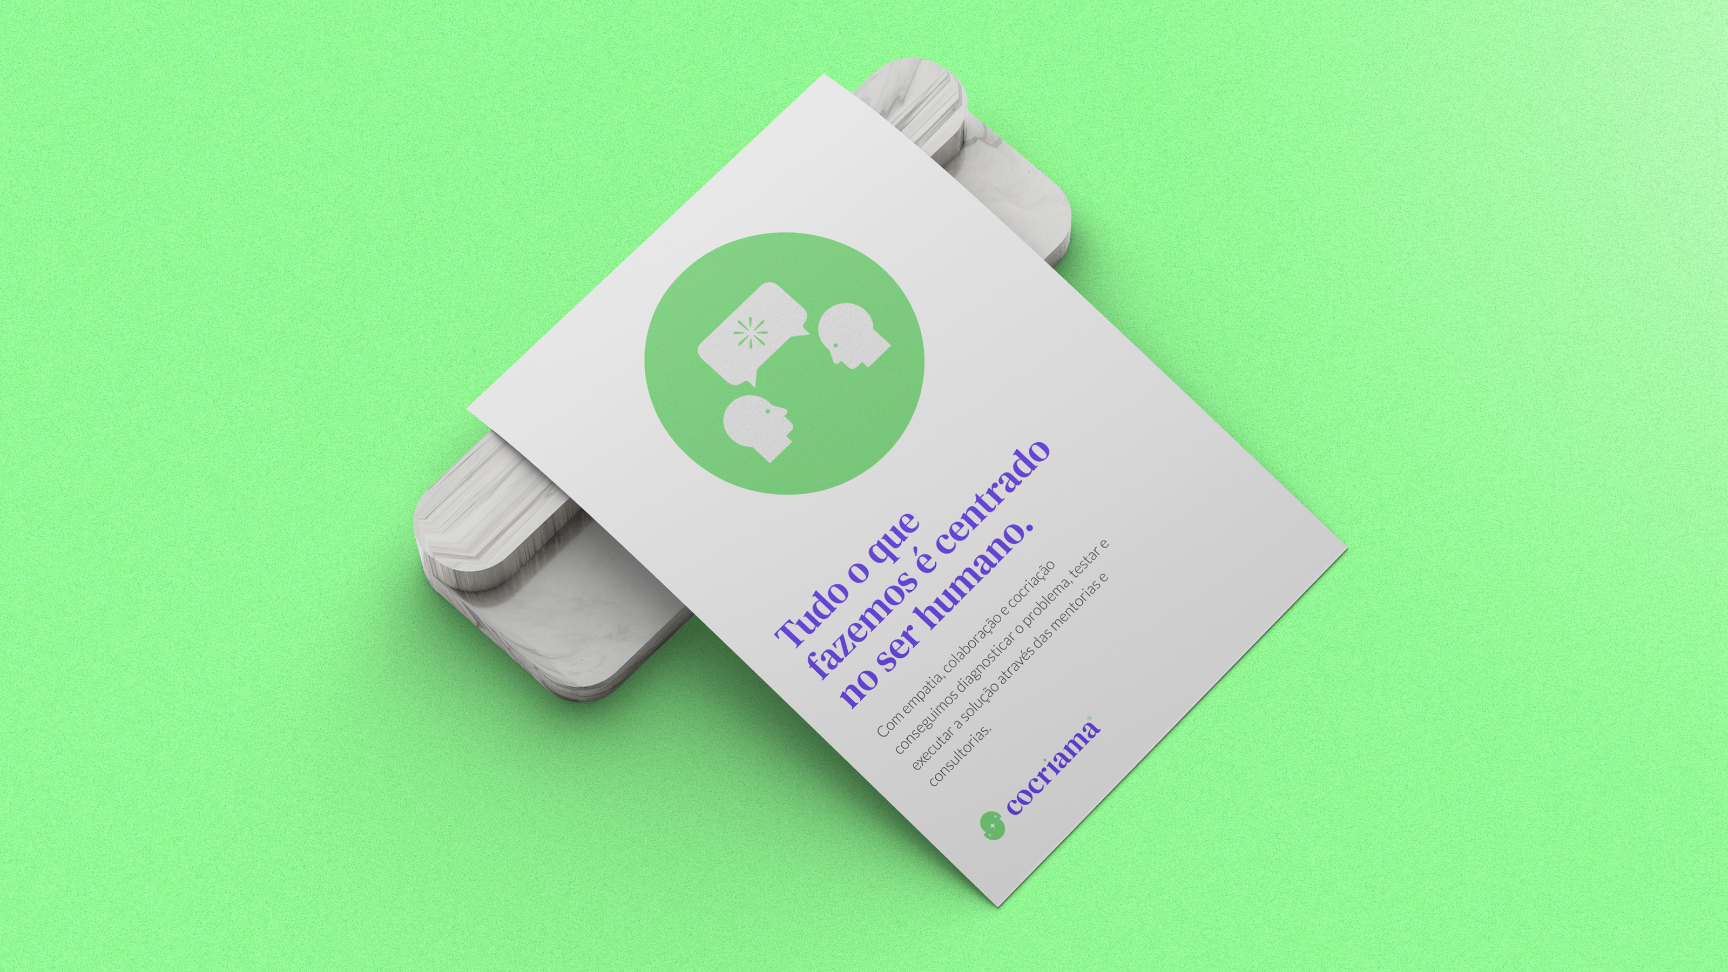 Tudo o que
fazemos é centrado
no ser humano.
Com empatia, colaboração e cocriação
conseguimos diagnosticar o problema, testar e
executar a solução através das mentorias e
consultorias.
cocriama